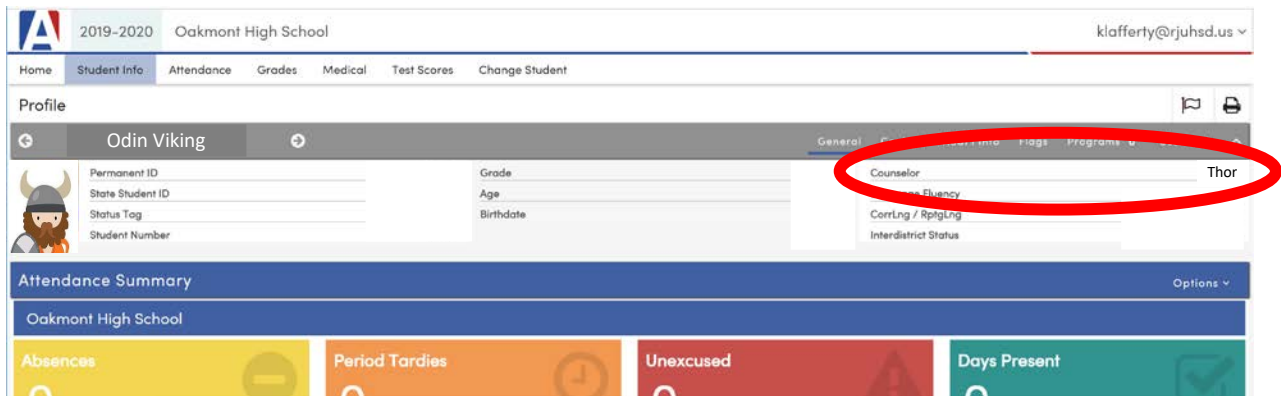 2019-2020 Oakmont High School klafferty@rjuhsd.us
Home Student Info Attendance Grades Medical Test Scores Change Student
Profile
Odin Viking General Flags Programs
Permanent ID Grade Counselor Thor
State Student ID Age Fluency
Status Tag Birthdate CorrLng / RptgLng
Student Number Interdistrict Status
Attendance Summary Options
Oakmont High School
Absences Period Tardies Unexcused Days Present